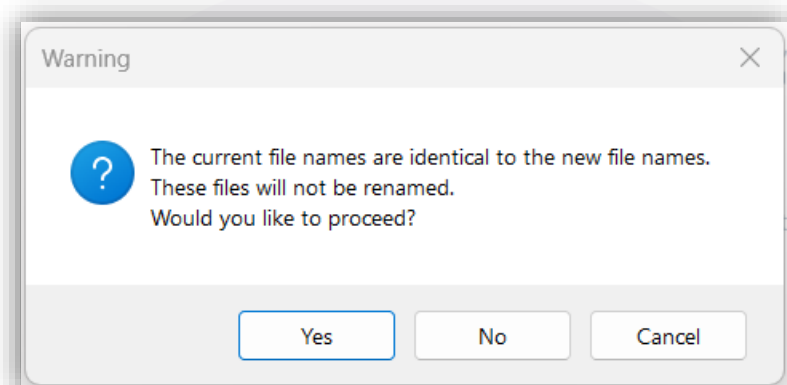 Warning
The current file names are identical to the new file names.
These files will not be renamed.
Would you like to proceed?
Yes
No
Cancel